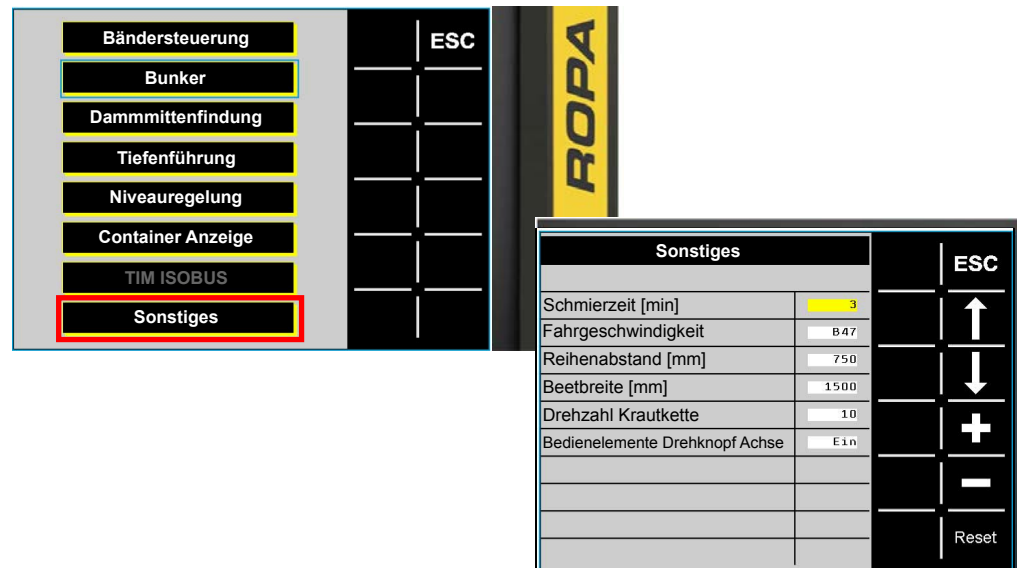 Bändersteuerung
ESC
Bunker
Dammmittenfindung
Tiefenführung
Niveauregelung
Container Anzeige
TIM ISOBUS
Sonstiges
ROPA
Sonstiges
ESC
Schmierzeit [min] 3
Fahrgeschwindigkeit B47
Reihenabstand [mm] 750
Beetbreite [mm] 1500
Drehzahl Krautkette 10
Bedienelemente Drehknopf Achse Ein
Reset